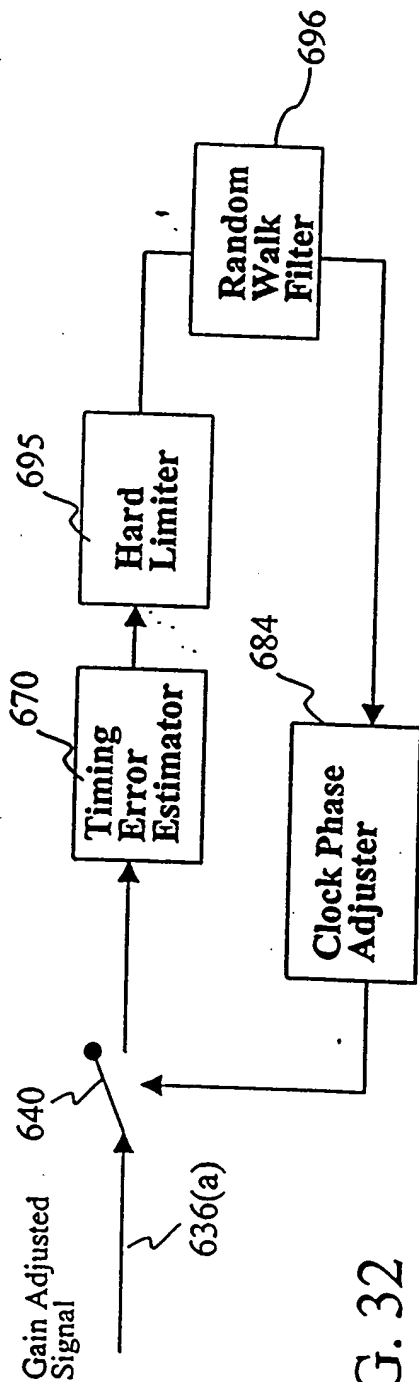 Gain Adjusted
Signal
636(a)
640
670
Timing
Error
Estimator
695
Hard
Limiter
696
Random
Walk
Filter
684
Clock Phase
Adjuster
G. 32